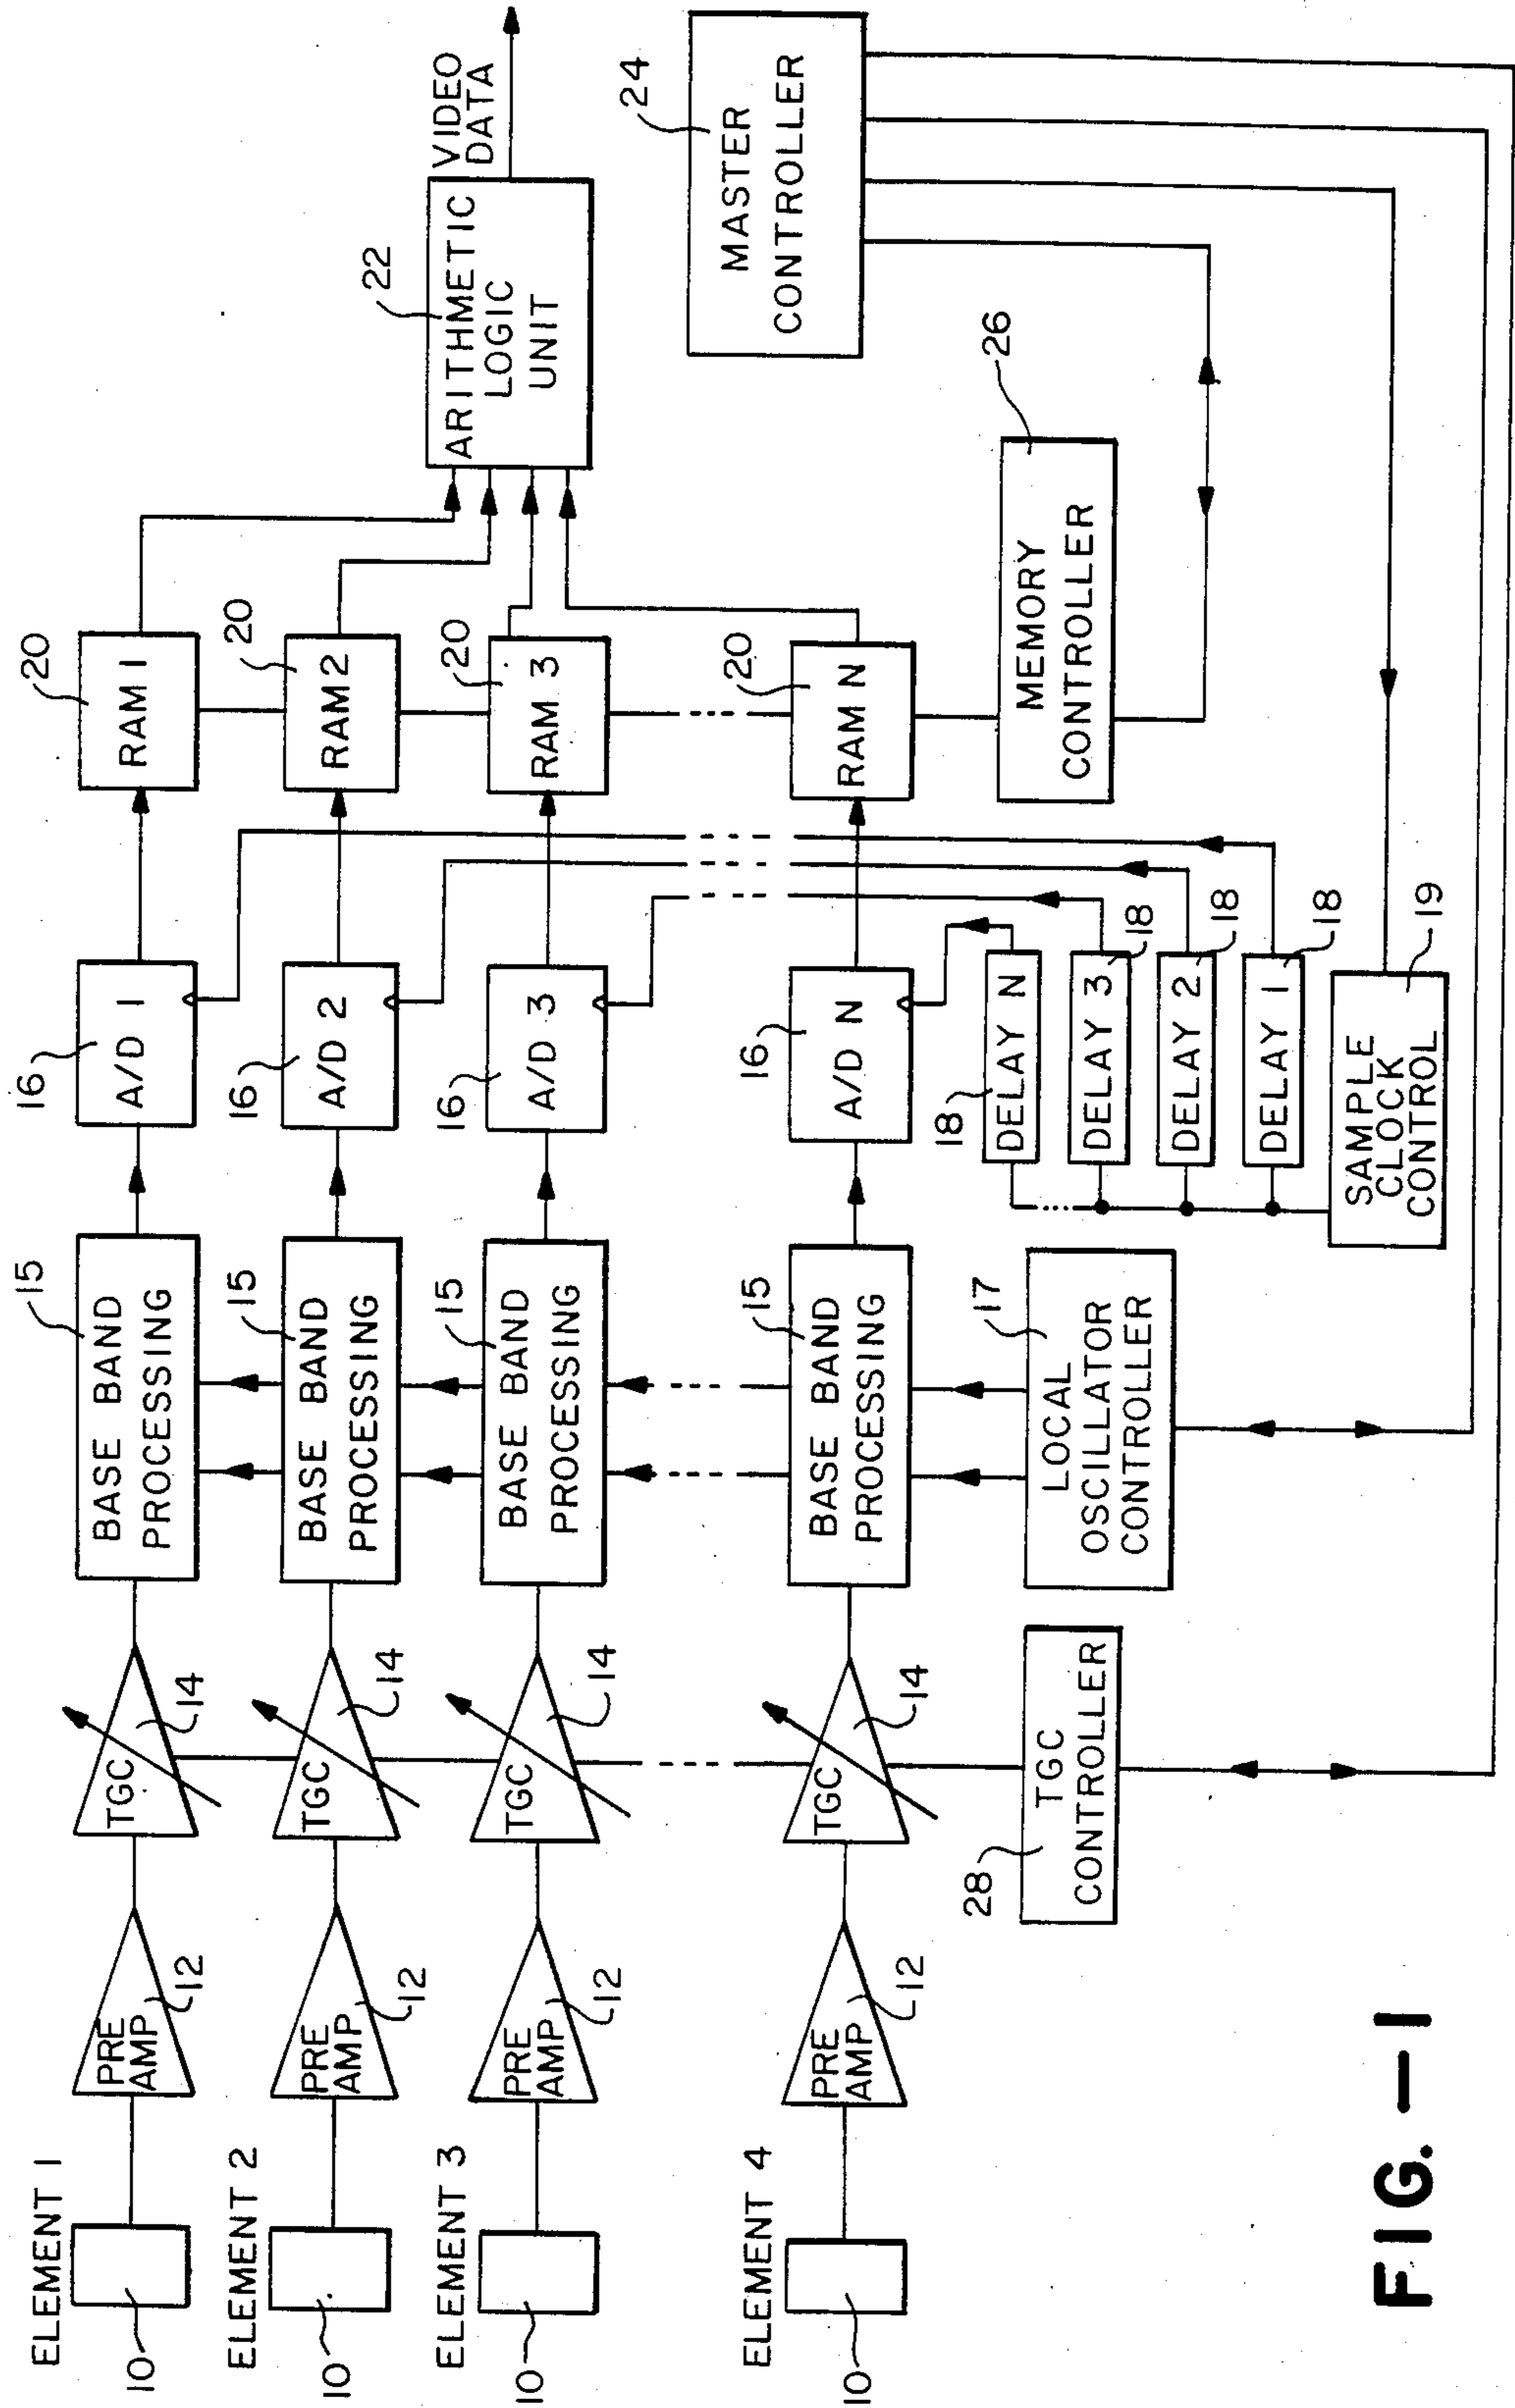 ELEMENT 1
10
PRE
AMP
12
TGC
14
15
BASE BAND
PROCESSING
16
A/D 1
20
RAM 1
ELEMENT 2
10
PRE
AMP
12
TGC
14
15
BASE BAND
PROCESSING
16
A/D 2
20
RAM 2
ELEMENT 3
10
PRE
AMP
12
TGC
14
15
BASE BAND
PROCESSING
16
A/D 3
20
RAM 3
22
ARITHMETIC
LOGIC
UNIT
VIDEO
DATA
ELEMENT 4
10
PRE
AMP
12
TGC
14
15
BASE BAND
PROCESSING
16
A/D N
20
RAM N
24
MASTER
CONTROLLER
28
TGC
CONTROLLER
17
LOCAL
OSCILLATOR
CONTROLLER
18
DELAY N
DELAY 3
18
DELAY 2
18
DELAY 1
18
SAMPLE
CLOCK
CONTROL
19
26
MEMORY
CONTROLLER
FIG. — 1